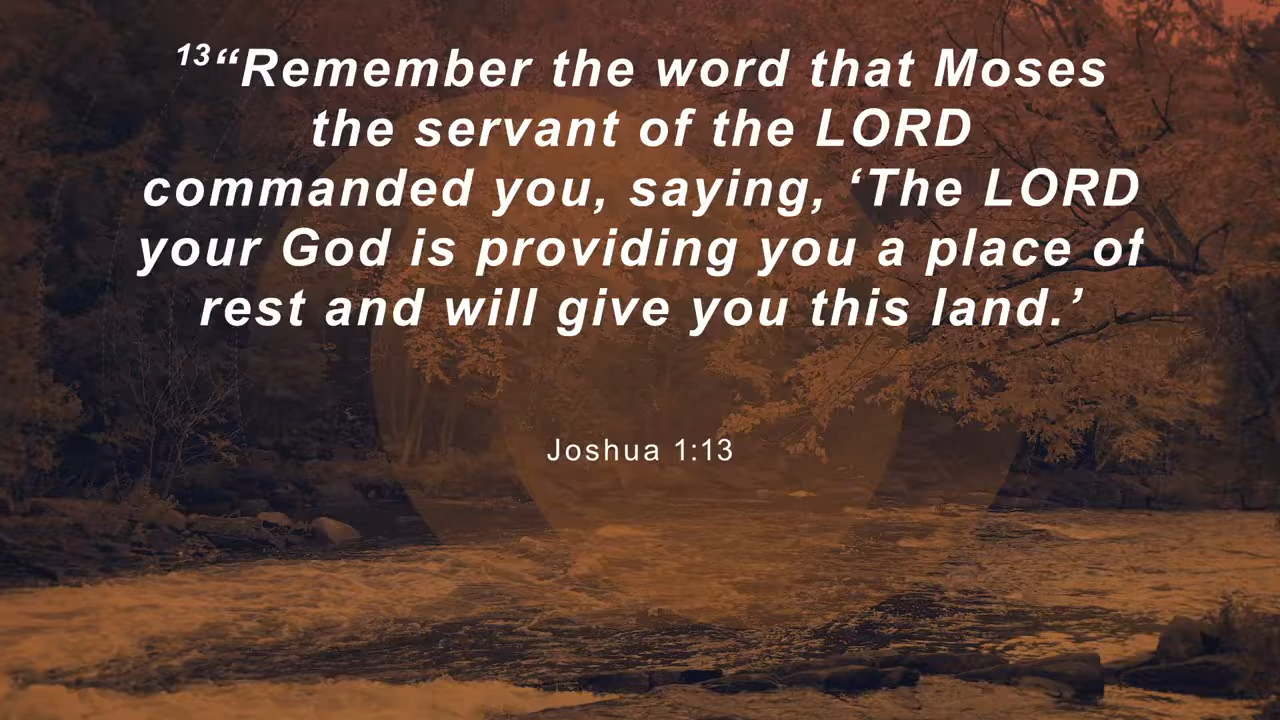 13“Remember the word that Moses
the servant of the LORD
commanded you, saying, ‘The LORD
your God is providing you a place of
rest and will give you this land.’
Joshua 1:13